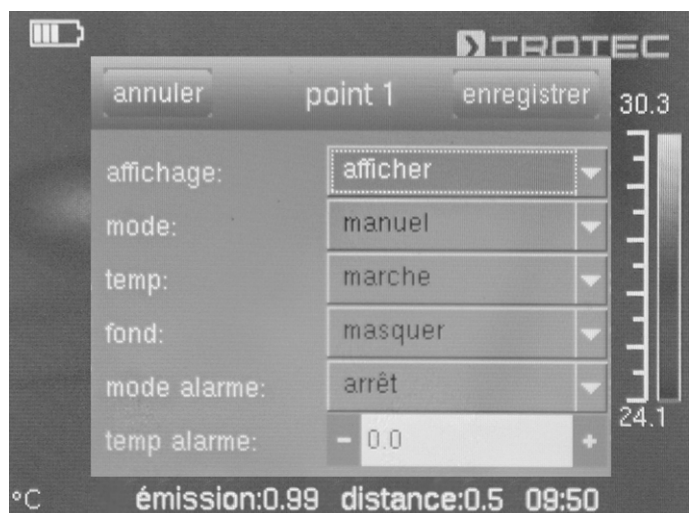 TROTEC
annuler point 1 enregistrer
30.3
affichage: afficher
mode: manuel
temp: marche
fond: masquer
mode alarme: arrêt
24.1
temp alarme: - 0.0 +
°C émission:0.99 distance:0.5 09:50